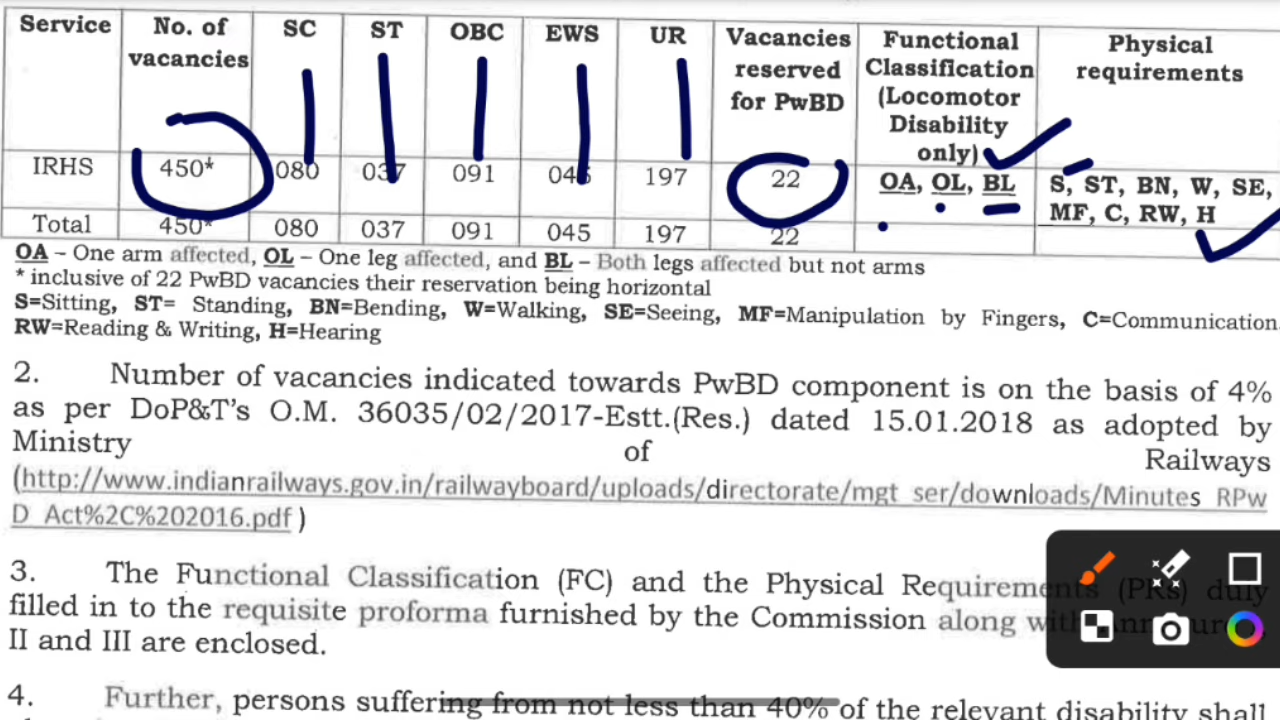 Service No. of vacancies SC ST OBC EWS UR Vacancies reserved for PwBD Functional Classification (Locomotor Disability only) Physical requirements
IRHS 450* 080 037 091 045 197 22 OA, OL, BL S, ST, BN, W, SE, MF, C, RW, H
Total 450* 080 037 091 045 197 22
OA – One arm affected, OL – One leg affected, and BL – Both legs affected but not arms
* inclusive of 22 PwBD vacancies their reservation being horizontal
S=Sitting, ST= Standing, BN=Bending, W=Walking, SE=Seeing, MF=Manipulation by Fingers, C=Communication,
RW=Reading & Writing, H=Hearing
2. Number of vacancies indicated towards PwBD component is on the basis of 4%
as per DoP&T's O.M. 36035/02/2017-Estt.(Res.) dated 15.01.2018 as adopted by
Ministry of Railways
(http://www.indianrailways.gov.in/railwayboard/uploads/directorate/mgt_ser/downloads/Minutes_RPw
D_Act%2C%202016.pdf )
3. The Functional Classification (FC) and the Physical Requirements (PRs) duly
filled in to the requisite proforma furnished by the Commission along with
II and III are enclosed.
4. Further, persons suffering from not less than 40% of the relevant disability shall